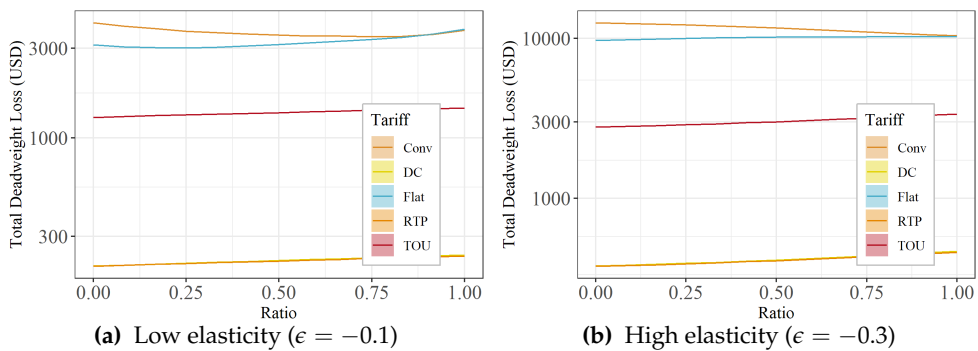 Total Deadweight Loss (USD)
3000
1000
300
Tariff
Conv
DC
Flat
RTP
TOU
0.00 0.25 0.50 0.75 1.00
Ratio
(a) Low elasticity (ϵ = −0.1)
Total Deadweight Loss (USD)
10000
3000
1000
Tariff
Conv
DC
Flat
RTP
TOU
0.00 0.25 0.50 0.75 1.00
Ratio
(b) High elasticity (ϵ = −0.3)